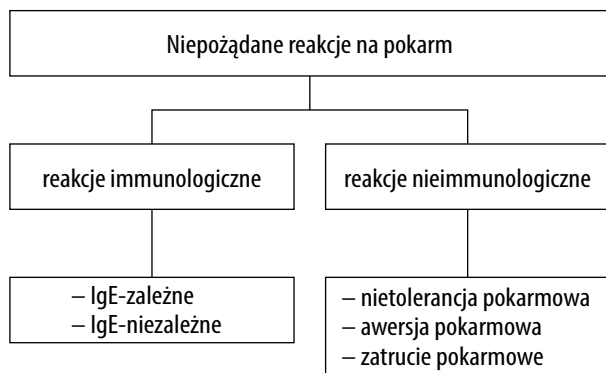 Niepożądane reakcje na pokarm
reakcje immunologiczne
reakcje nieimmunologiczne
– IgE-zależne
– IgE-niezależne
– nietolerancja pokarmowa
– awersja pokarmowa
– zatrucie pokarmowe